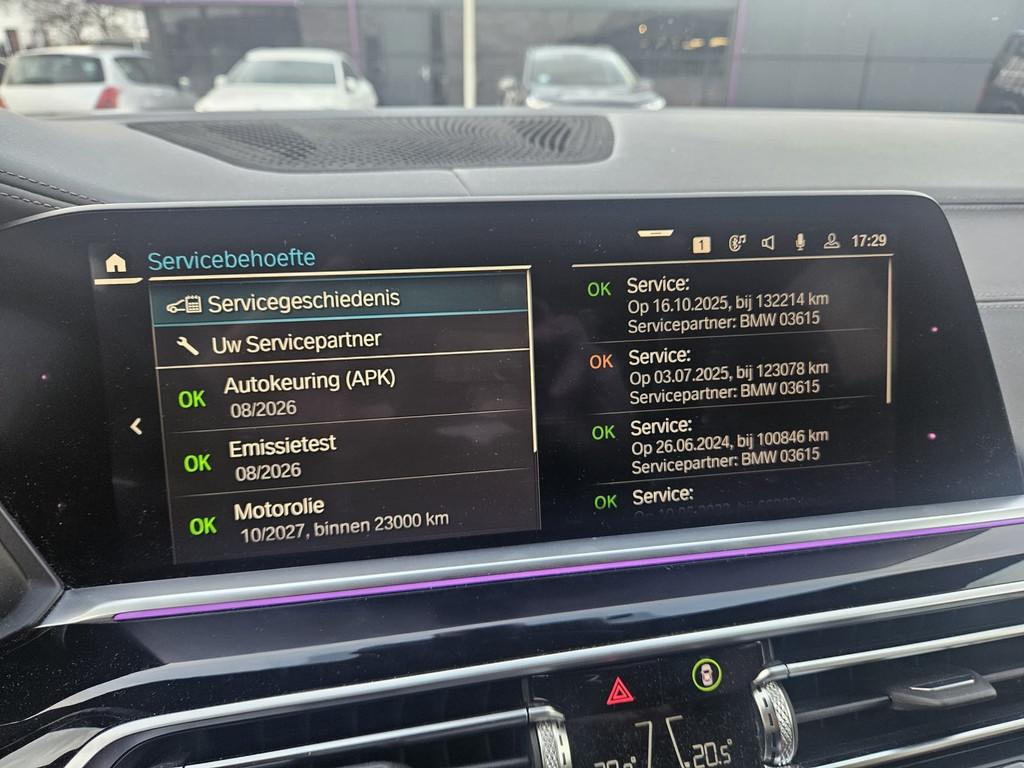 1
17:29
Servicebehoefte
Servicegeschiedenis
Uw Servicepartner
OK Autokeuring (APK)
08/2026
OK Emissietest
08/2026
OK Motorolie
10/2027, binnen 23000 km
OK Service:
Op 16.10.2025, bij 132214 km
Servicepartner: BMW 03615
OK Service:
Op 03.07.2025, bij 123078 km
Servicepartner: BMW 03615
OK Service:
Op 26.06.2024, bij 100846 km
Servicepartner: BMW 03615
OK Service:
20.5°